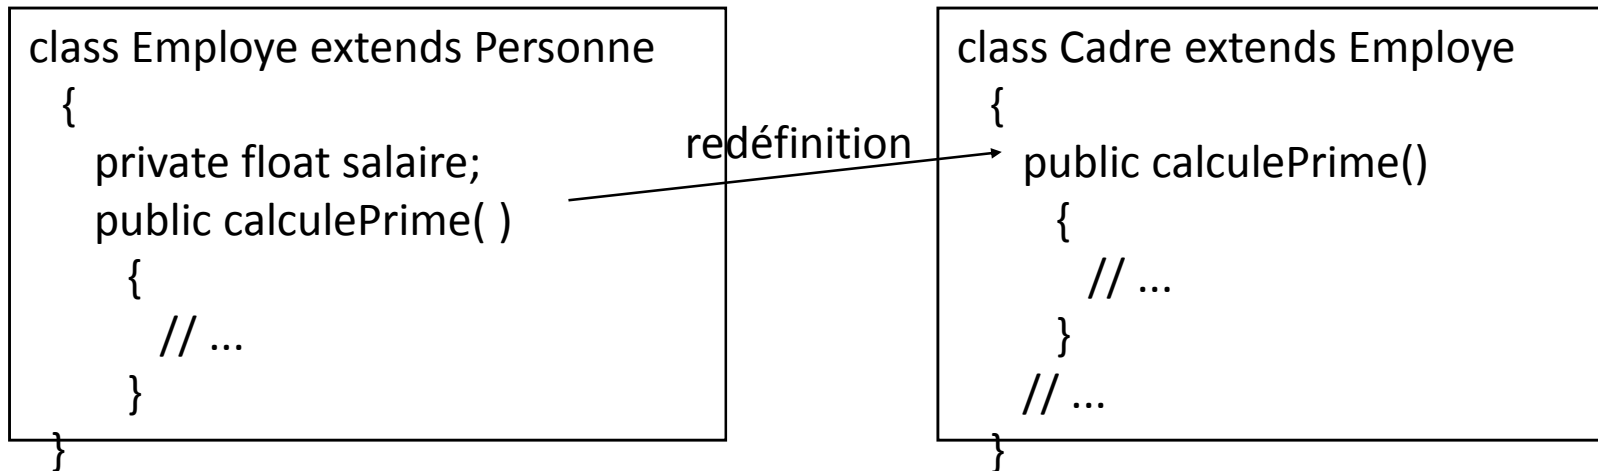 class Employe extends Personne
{
private float salaire;
public calculePrime( )
{
// ...
}
}
redéfinition
class Cadre extends Employe
{
public calculePrime()
{
// ...
}
// ...
}